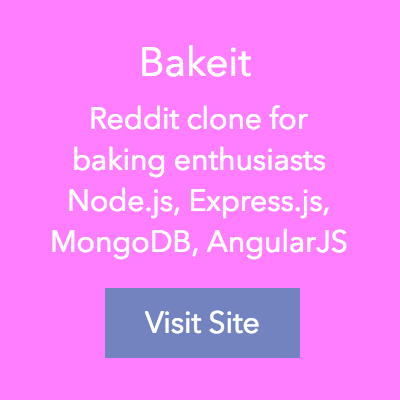 Bakeit
Reddit clone for
baking enthusiasts
Node.js, Express.js,
MongoDB, AngularJS
Visit Site